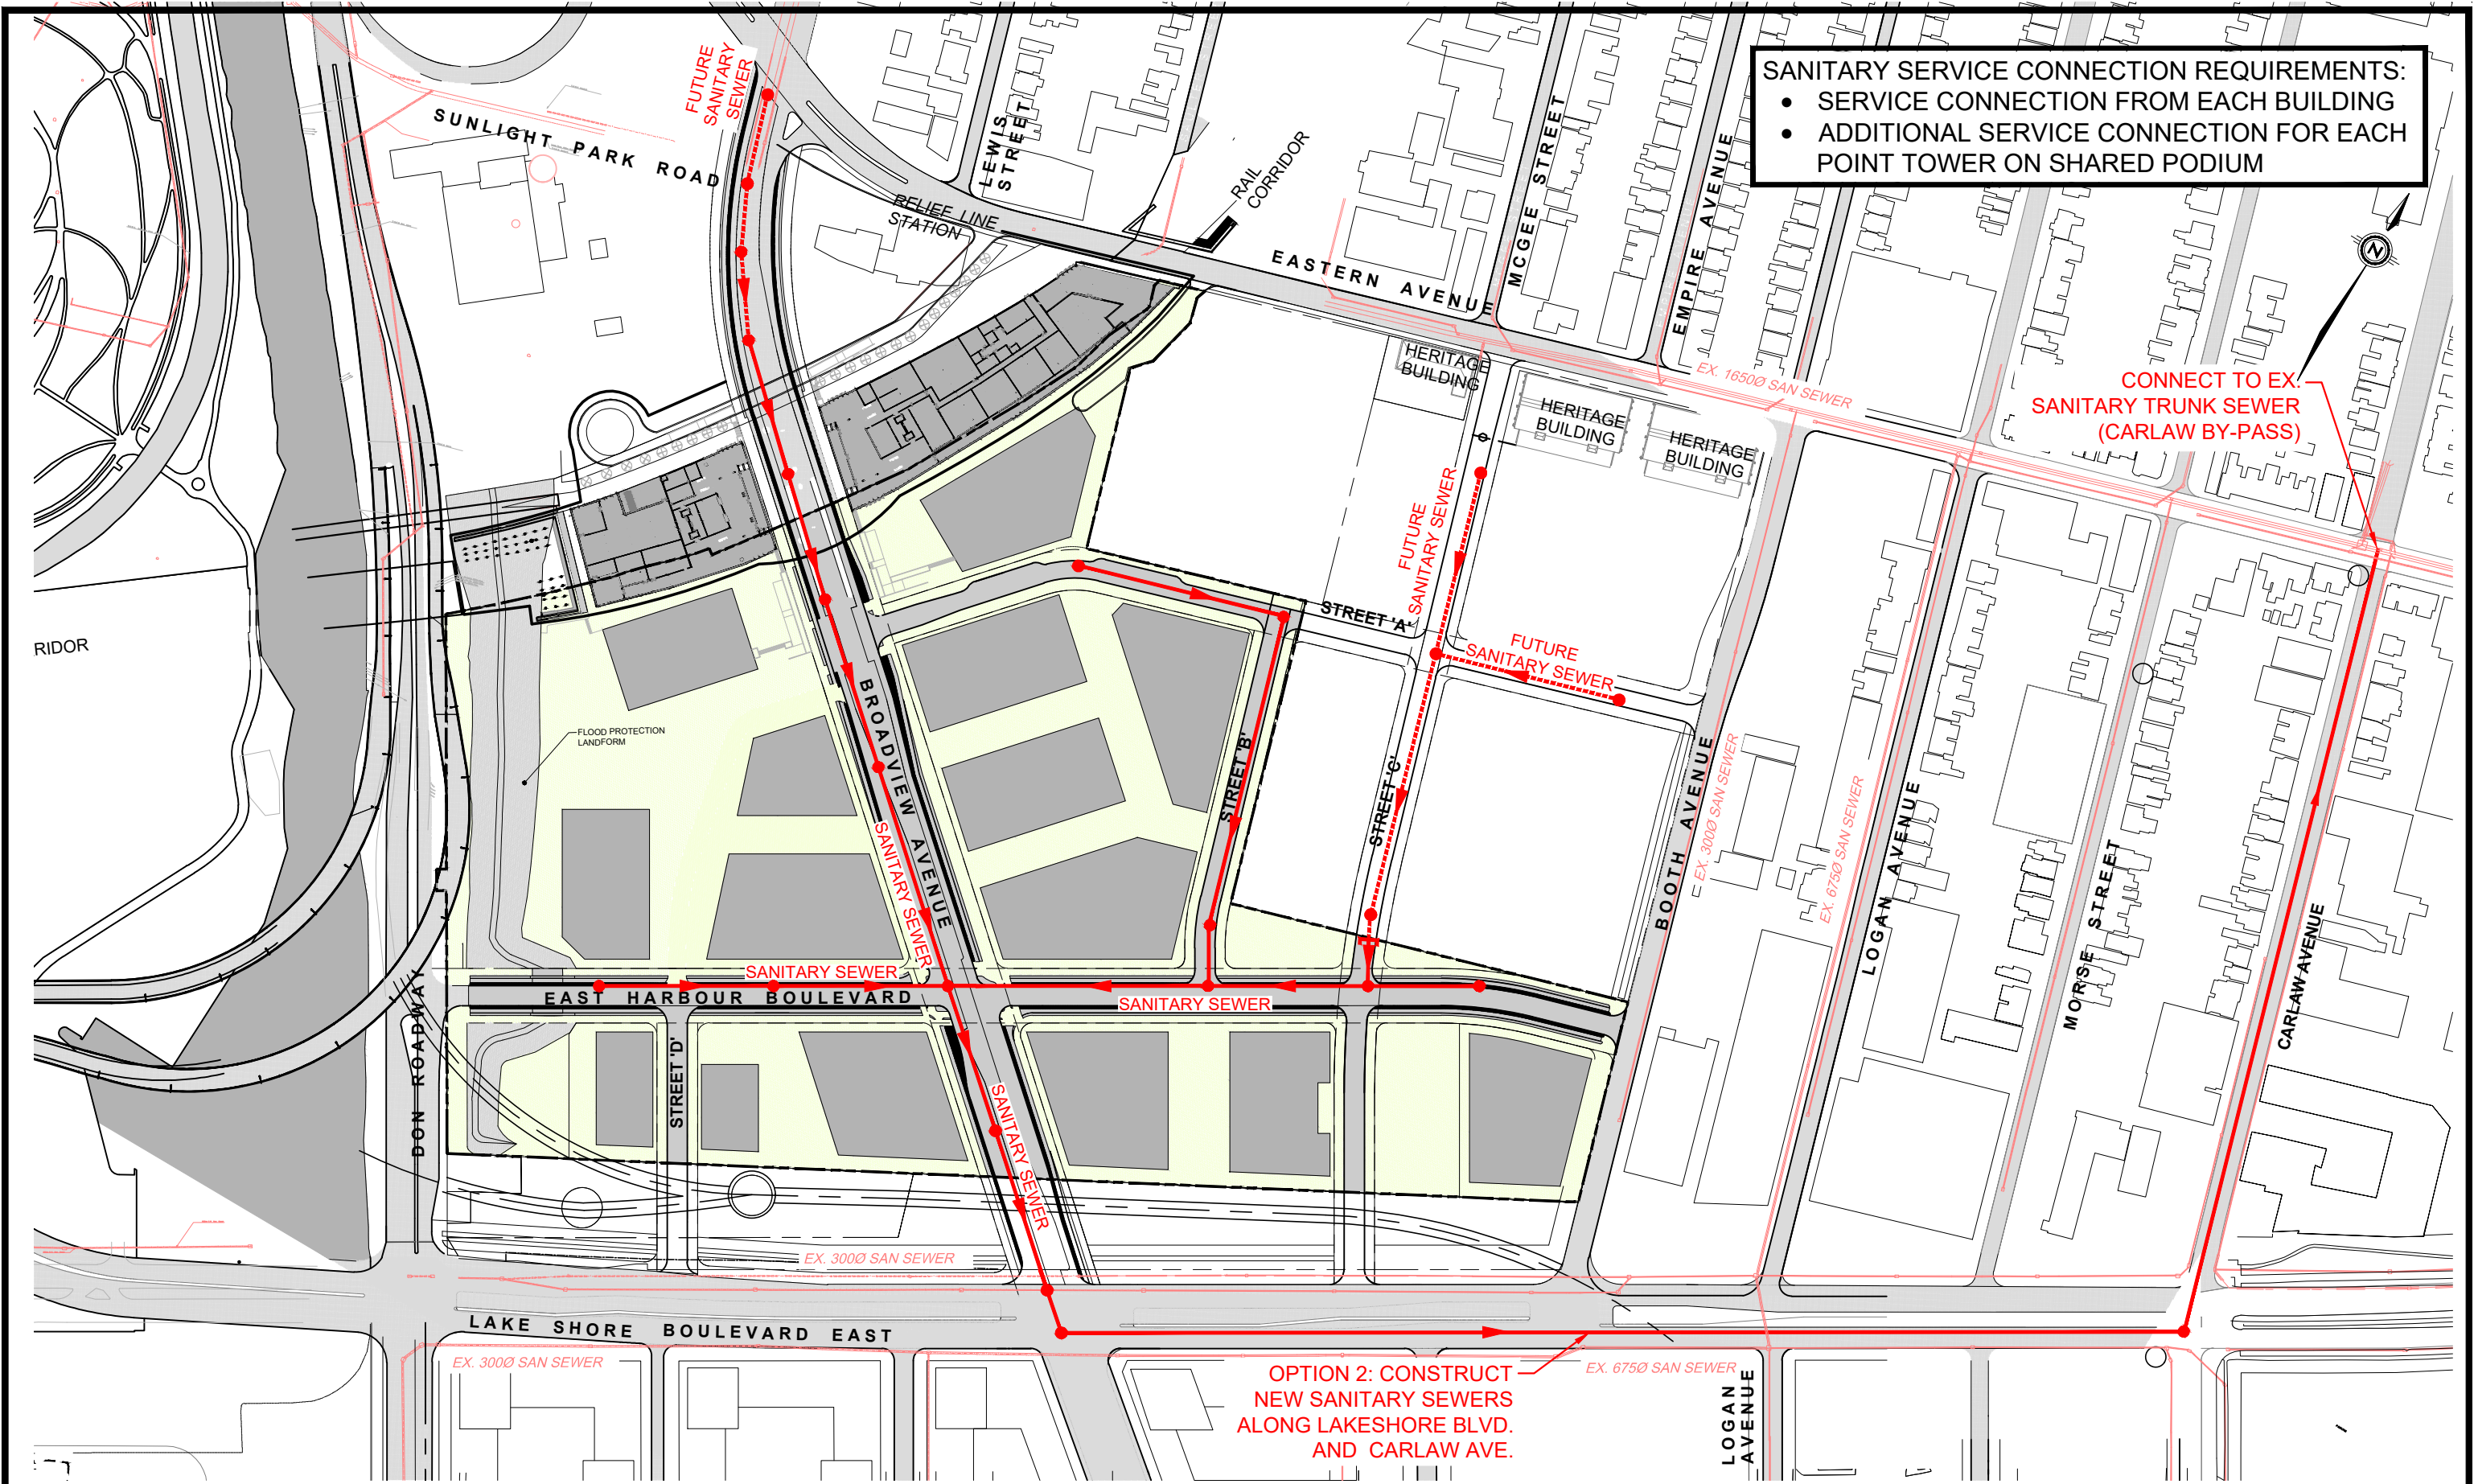 FUTURE
SANITARY
SEWER
SANITARY SERVICE CONNECTION REQUIREMENTS:
• SERVICE CONNECTION FROM EACH BUILDING
• ADDITIONAL SERVICE CONNECTION FOR EACH
POINT TOWER ON SHARED PODIUM
SUNLIGHT PARK ROAD
LEWIS
STREET
RELIEF LINE
STATION
RAIL
CORRIDOR
MCGEE STREET
EMPIRE AVENUE
N
EASTERN AVENUE
HERITAGE
BUILDING
HERITAGE
BUILDING
HERITAGE
BUILDING
EX. 1650Ø SAN SEWER
CONNECT TO EX.
SANITARY TRUNK SEWER
(CARLAW BY-PASS)
FUTURE
SANITARY SEWER
STREET 'A'
FUTURE
SANITARY SEWER
RIDOR
FLOOD PROTECTION
LANDFORM
BROADVIEW AVENUE
SANITARY SEWER
STREET 'B'
STREET 'C'
BOOTH AVENUE
EX. 300Ø SAN SEWER
EX. 675Ø SAN SEWER
LOGAN AVENUE
MORSE STREET
CARLAW AVENUE
SANITARY SEWER
EAST HARBOUR BOULEVARD
SANITARY SEWER
DON ROADWAY
STREET 'D'
SANITARY SEWER
EX. 300Ø SAN SEWER
LAKE SHORE BOULEVARD EAST
EX. 300Ø SAN SEWER
OPTION 2: CONSTRUCT
NEW SANITARY SEWERS
ALONG LAKESHORE BLVD.
AND CARLAW AVE.
EX. 675Ø SAN SEWER
LOGAN
AVENUE